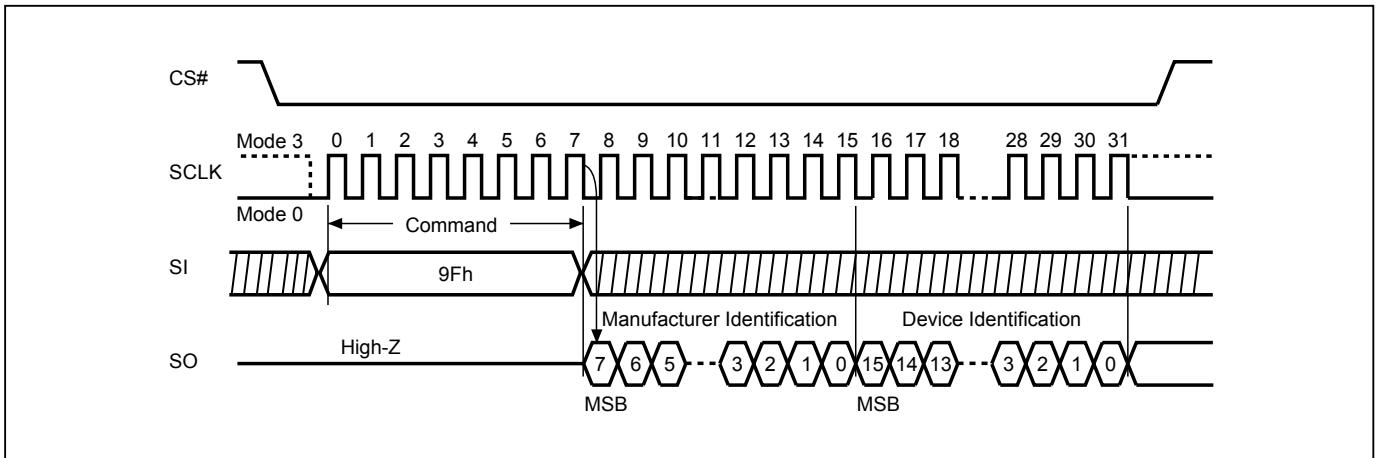 CS#
Mode 3 0 1 2 3 4 5 6 7 8 9 10 11 12 13 14 15 16 17 18 28 29 30 31
SCLK
Mode 0
Command
SI
9Fh
Manufacturer Identification Device Identification
High-Z
SO
7 6 5 3 2 1 0 15 14 13 3 2 1 0
MSB MSB